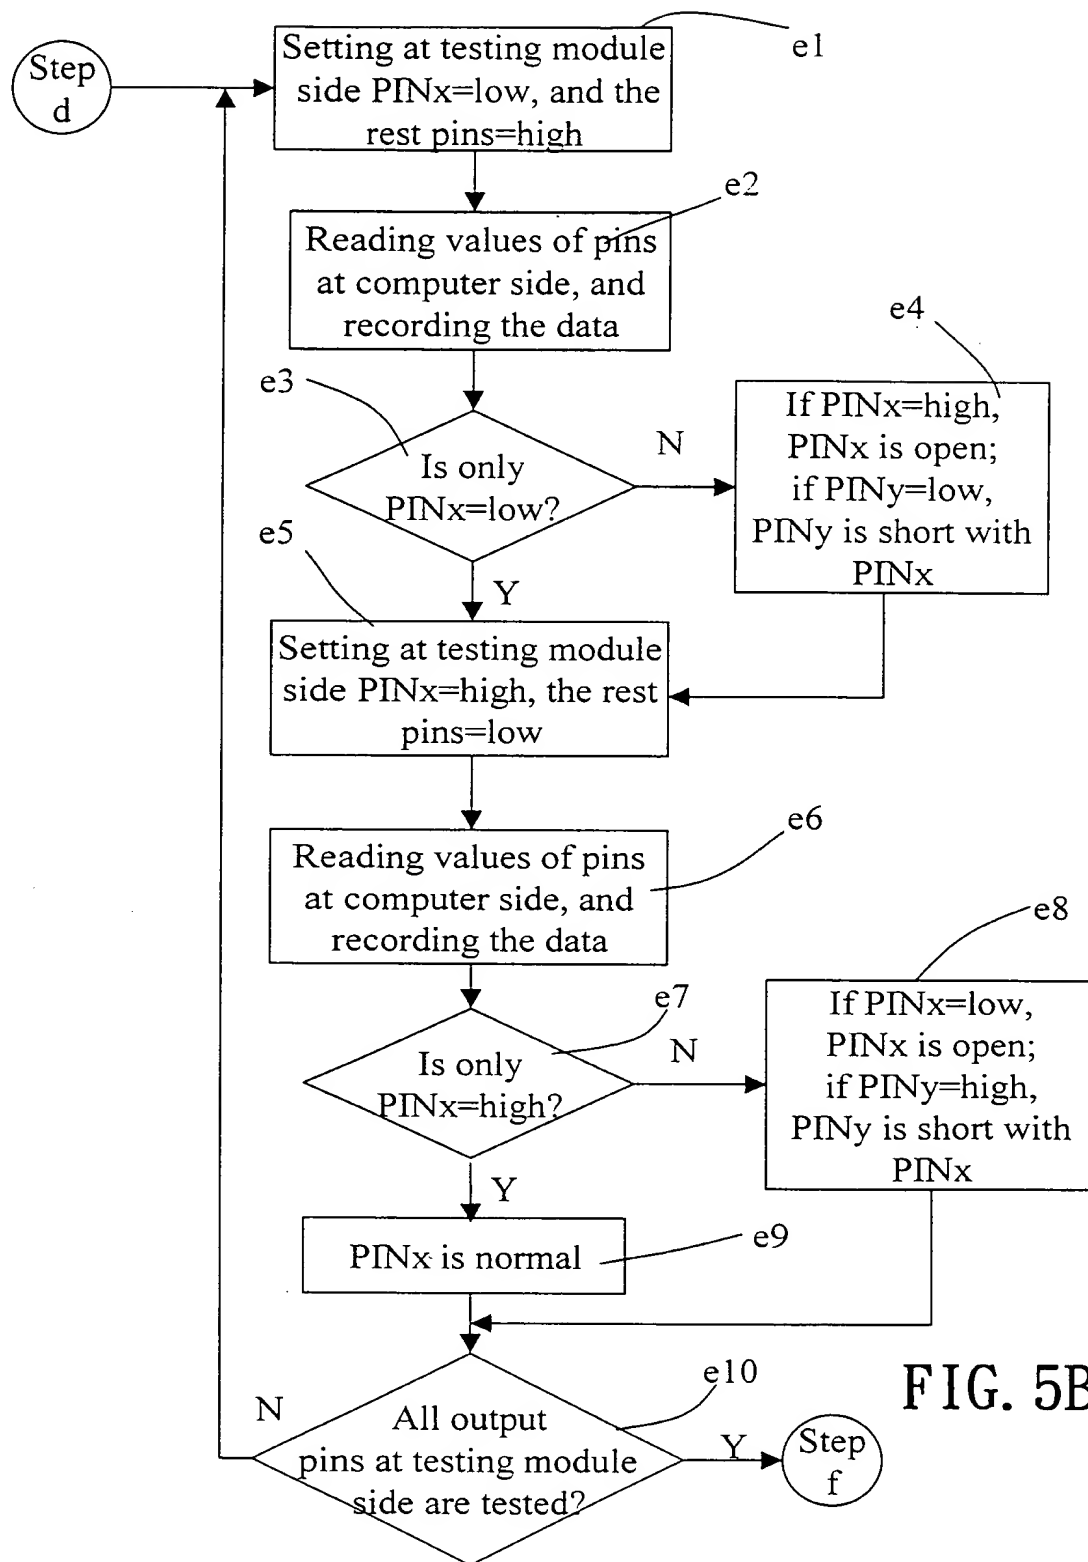 Step
d
Setting at testing module
side PINx=low, and the
rest pins=high
e1
Reading values of pins
at computer side, and
recording the data
e2
e3
Is only
PINx=low?
N
Y
e4
If PINx=high,
PINx is open;
if PINy=low,
PINy is short with
PINx
e5
Setting at testing module
side PINx=high, the rest
pins=low
e6
Reading values of pins
at computer side, and
recording the data
e7
Is only
PINx=high?
N
Y
e8
If PINx=low,
PINx is open;
if PINy=high,
PINy is short with
PINx
PINx is normal
e9
e10
All output
pins at testing module
side are tested?
N
Y
Step
f
FIG. 5B